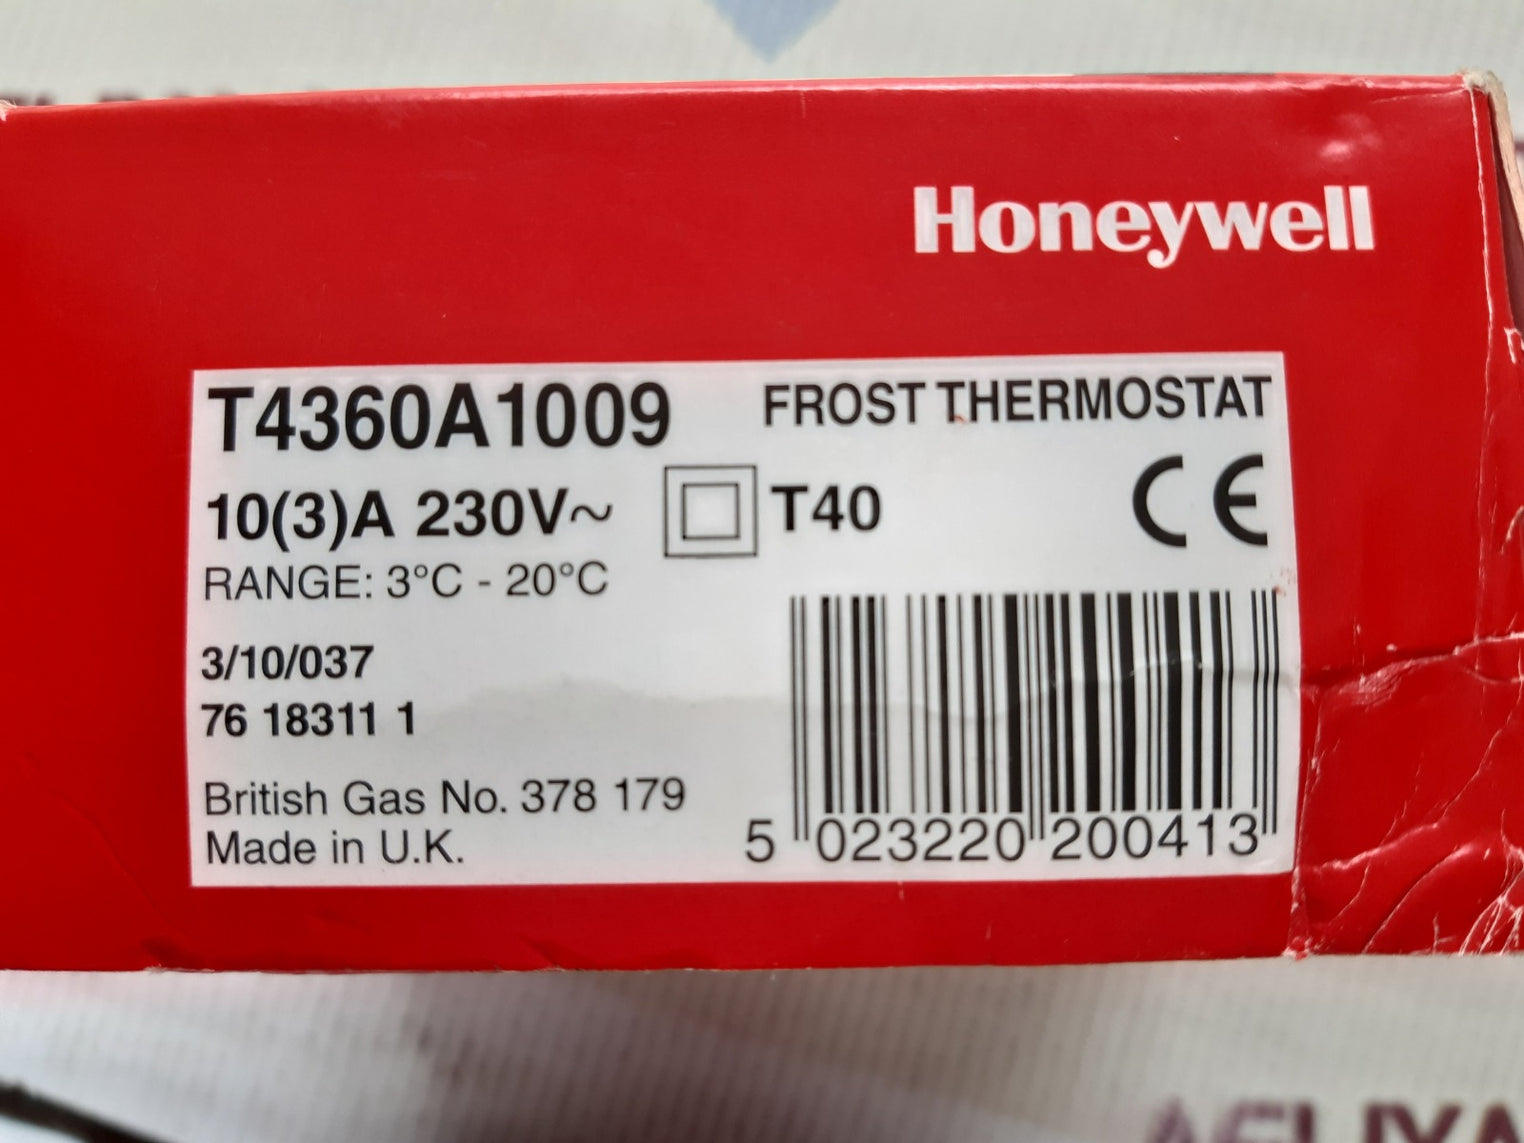 Honeywell
T4360A1009 FROST THERMOSTAT
10(3)A 230V~ T40 CE
RANGE: 3°C - 20°C
3/10/037
76 18311 1
British Gas No. 378 179
Made in U.K.
5 023220 200413